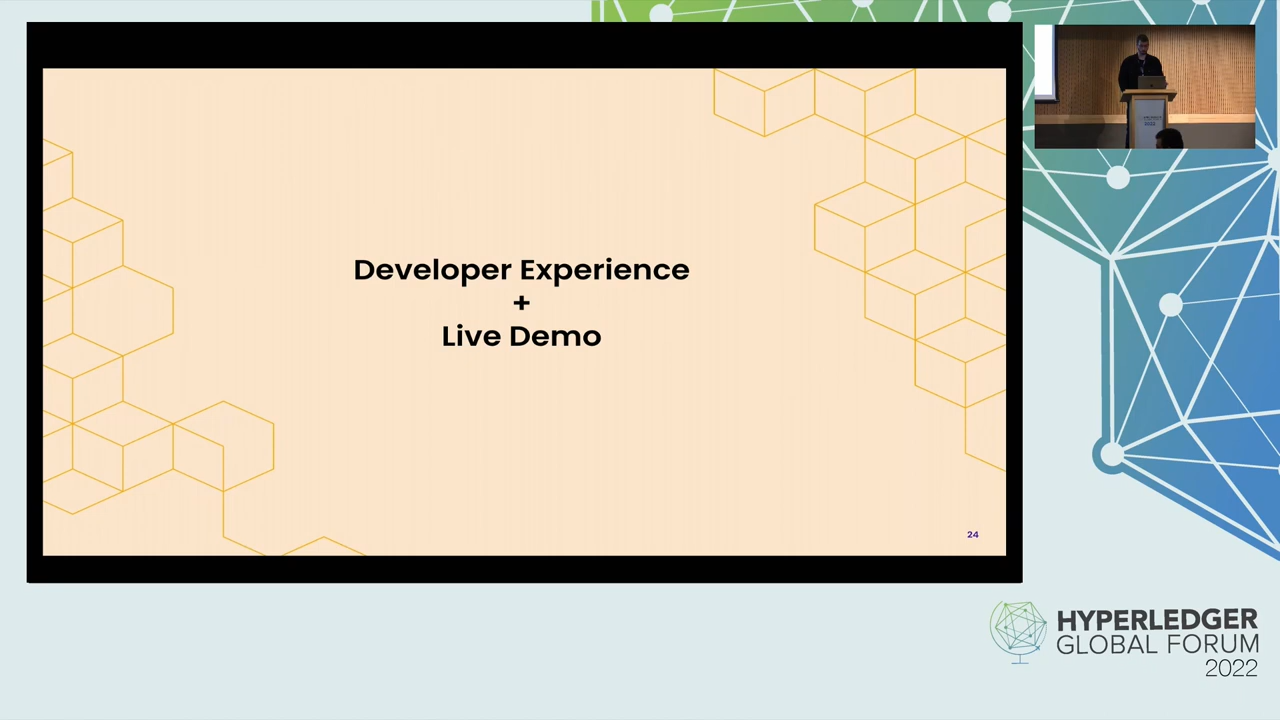 Developer Experience
+
Live Demo
24
HYPERLEDGER
GLOBAL FORUM
2022